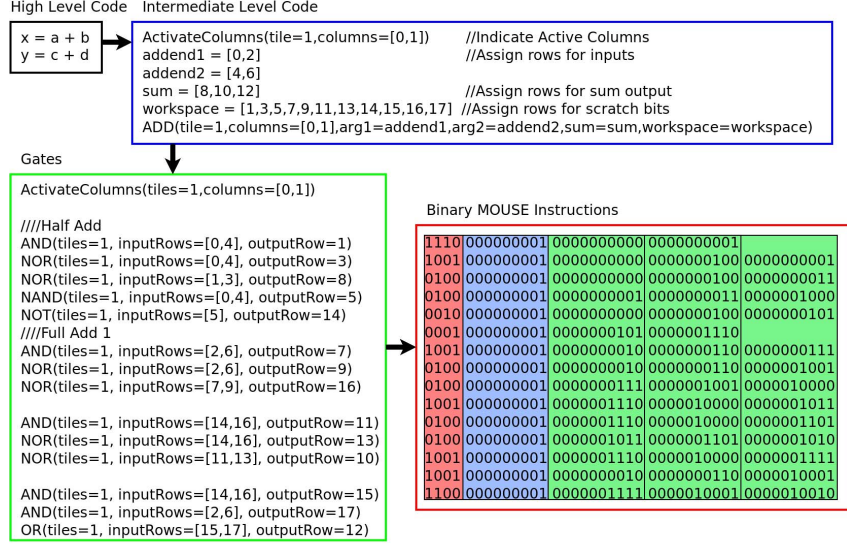 High Level Code
x = a + b
y = c + d
Intermediate Level Code
ActivateColumns(tile=1,columns=[0,1]) //Indicate Active Columns
addend1 = [0,2] //Assign rows for inputs
addend2 = [4,6]
sum = [8,10,12] //Assign rows for sum output
workspace = [1,3,5,7,9,11,13,14,15,16,17] //Assign rows for scratch bits
ADD(tile=1,columns=[0,1],arg1=addend1,arg2=addend2,sum=sum,workspace=workspace)
Gates
ActivateColumns(tiles=1,columns=[0,1])
////Half Add
AND(tiles=1, inputRows=[0,4], outputRow=1)
NOR(tiles=1, inputRows=[0,4], outputRow=3)
NOR(tiles=1, inputRows=[1,3], outputRow=8)
NAND(tiles=1, inputRows=[0,4], outputRow=5)
NOT(tiles=1, inputRows=[5], outputRow=14)
////Full Add 1
AND(tiles=1, inputRows=[2,6], outputRow=7)
NOR(tiles=1, inputRows=[2,6], outputRow=9)
NOR(tiles=1, inputRows=[7,9], outputRow=16)
AND(tiles=1, inputRows=[14,16], outputRow=11)
NOR(tiles=1, inputRows=[14,16], outputRow=13)
NOR(tiles=1, inputRows=[11,13], outputRow=10)
AND(tiles=1, inputRows=[14,16], outputRow=15)
AND(tiles=1, inputRows=[2,6], outputRow=17)
OR(tiles=1, inputRows=[15,17], outputRow=12)
Binary MOUSE Instructions
1110 000000001 0000000000 0000000001
1001 000000001 0000000000 0000000100 0000000001
0100 000000001 0000000000 0000000100 0000000011
0100 000000001 0000000001 0000000011 0000001000
0010 000000001 0000000000 0000000100 0000000101
0001 000000001 0000000101 0000001110
1001 000000001 0000000010 0000000110 0000000111
0100 000000001 0000000010 0000000110 0000001001
0100 000000001 0000000111 0000001001 0000010000
1001 000000001 0000001110 0000010000 0000001011
0100 000000001 0000001110 0000010000 0000001101
0100 000000001 0000001011 0000001101 0000001010
1001 000000001 0000001110 0000010000 0000001111
1001 000000001 0000000010 0000000110 0000010001
1100 000000001 0000001111 0000010001 0000010010